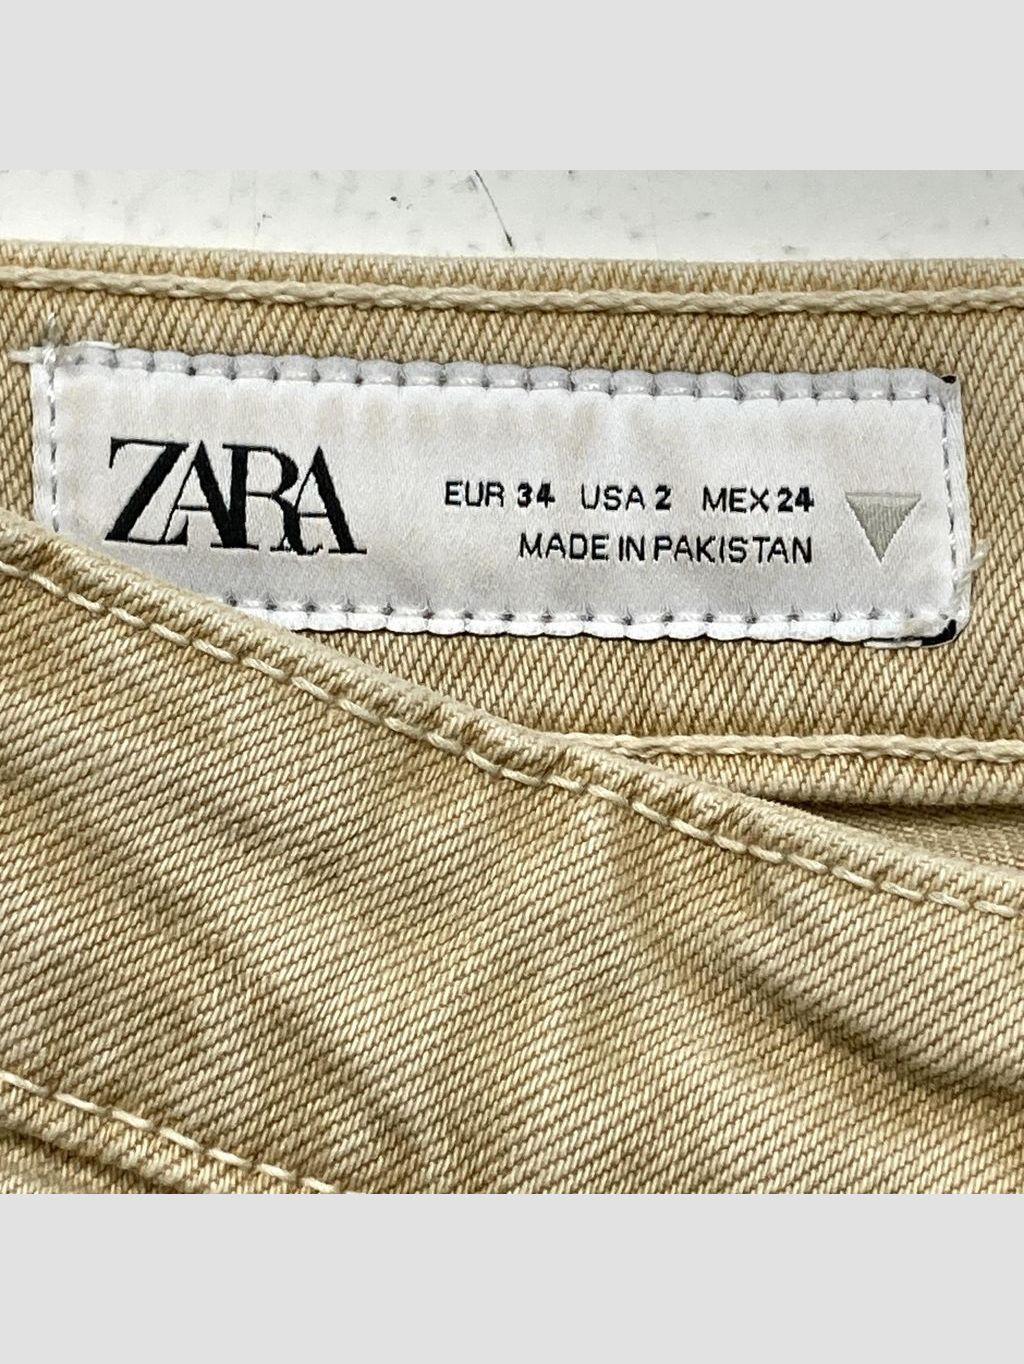 ZARA
EUR 34 USA 2 MEX 24
MADE IN PAKISTAN